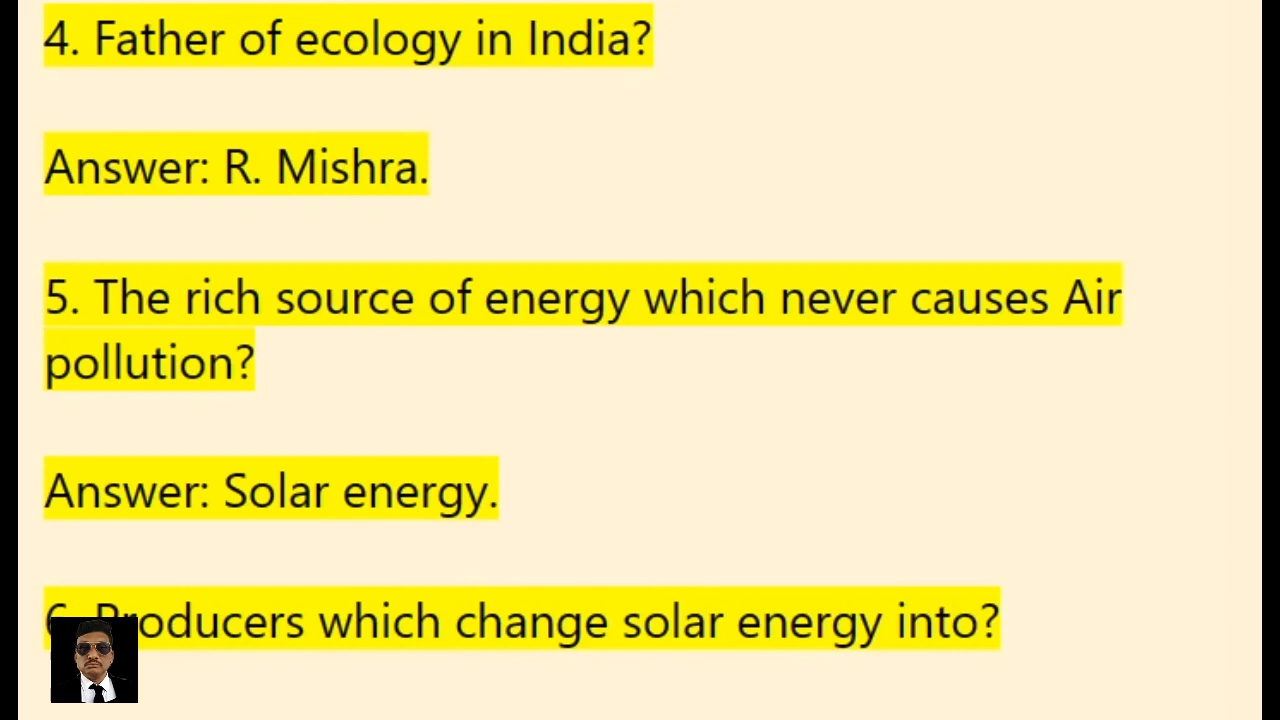 4. Father of ecology in India?
Answer: R. Mishra.
5. The rich source of energy which never causes Air
pollution?
Answer: Solar energy.
6. Producers which change solar energy into?